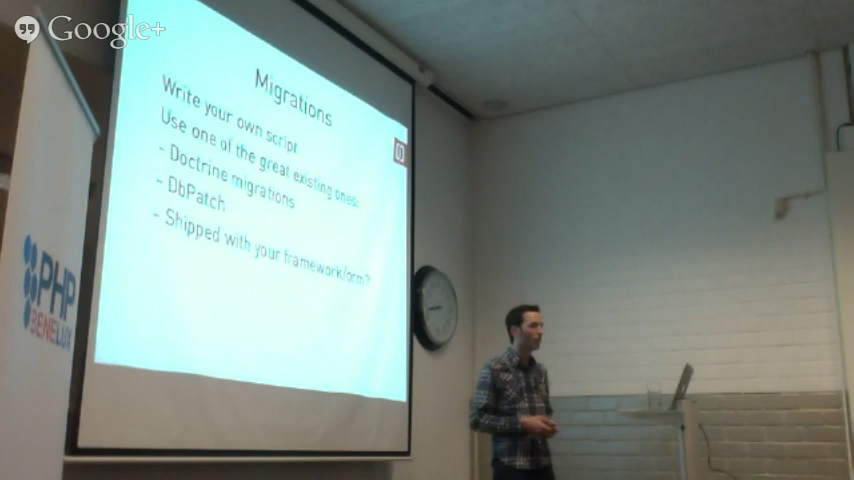 Google+
Migrations
Write your own script
Use one of the great existing ones:
- Doctrine migrations
- DbPatch
- Shipped with your framework/orm?
PHP
BENELUX